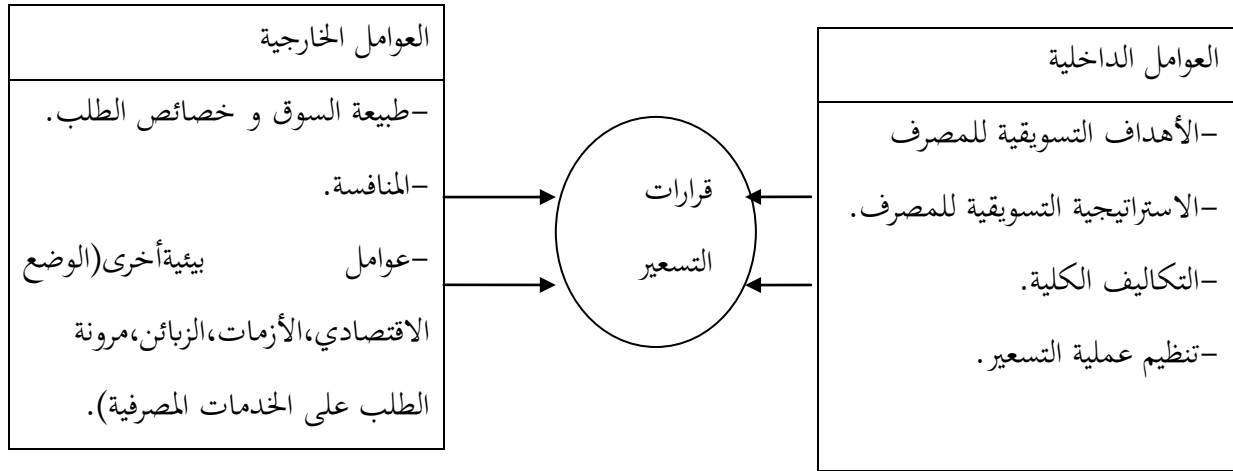 العوامل الداخلية
-الأهداف التسويقية للمصرف
-الاستراتيجية التسويقية للمصرف.
-التكاليف الكلية.
-تنظيم عملية التسعير.
قرارات
التسعير
العوامل الخارجية
-طبيعة السوق و خصائص الطلب.
-المنافسة.
-عوامل بيئيةأخرى(الوضع
الاقتصادي،الأزمات،الزبائن،مرونة
الطلب على الخدمات المصرفية).